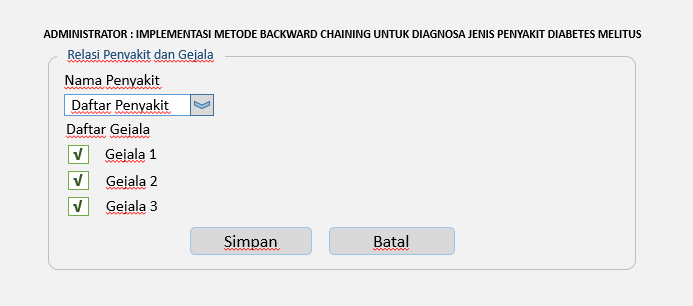 ADMINISTRATOR : IMPLEMENTASI METODE BACKWARD CHAINING UNTUK DIAGNOSA JENIS PENYAKIT DIABETES MELITUS
Relasi Penyakit dan Gejala
Nama Penyakit
Daftar Penyakit
Daftar Gejala
√ Gejala 1
√ Gejala 2
√ Gejala 3
Simpan Batal